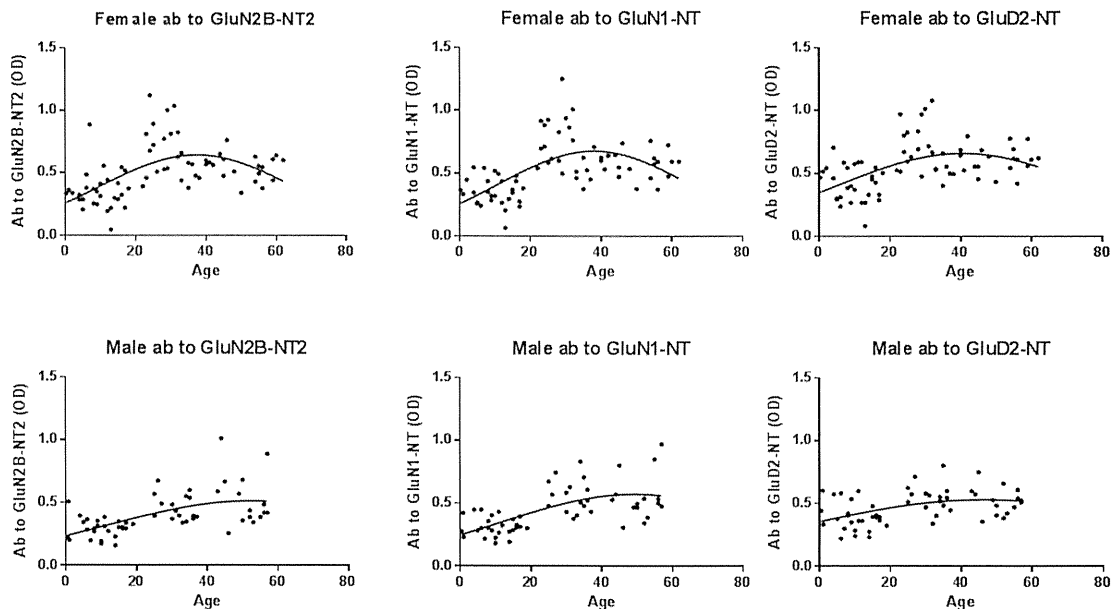 Female ab to GluN2B-NT2
Female ab to GluN1-NT
Female ab to GluD2-NT
Ab to GluN2B-NT2 (OD)
1.5
1.0
0.5
0.0
0 20 40 60 80
Age
Ab to GluN1-NT (OD)
1.5
1.0
0.5
0.0
0 20 40 60 80
Age
Ab to GluD2-NT (OD)
1.5
1.0
0.5
0.0
0 20 40 60 80
Age
Male ab to GluN2B-NT2
Male ab to GluN1-NT
Male ab to GluD2-NT
Ab to GluN2B-NT2 (OD)
1.5
1.0
0.5
0.0
0 20 40 60 80
Age
Ab to GluN1-NT (OD)
1.5
1.0
0.5
0.0
0 20 40 60 80
Age
Ab to GluD2-NT (OD)
1.5
1.0
0.5
0.0
0 20 40 60 80
Age